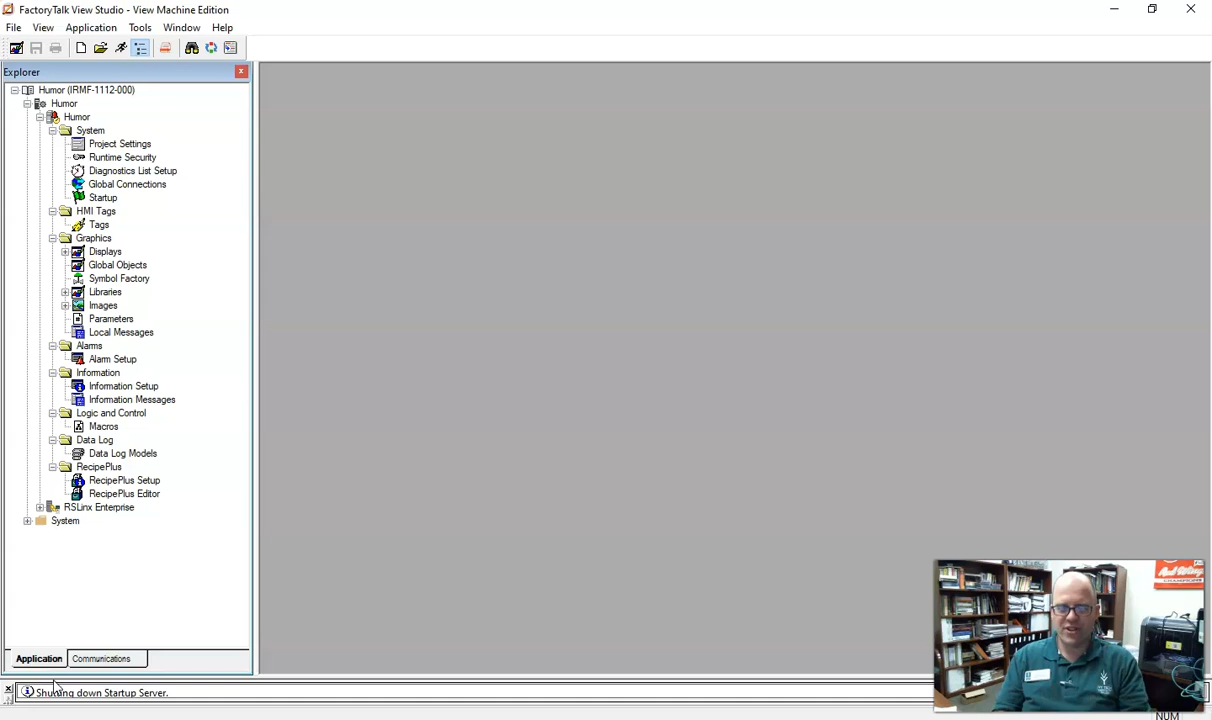 FactoryTalk View Studio - View Machine Edition
File View Application Tools Window Help
Explorer
Humor (IRMF-1112-000)
Humor
Humor
System
Project Settings
Runtime Security
Diagnostics List Setup
Global Connections
Startup
HMI Tags
Tags
Graphics
Displays
Global Objects
Symbol Factory
Libraries
Images
Parameters
Local Messages
Alarms
Alarm Setup
Information
Information Setup
Information Messages
Logic and Control
Macros
Data Log
Data Log Models
RecipePlus
RecipePlus Setup
RecipePlus Editor
RSLinx Enterprise
System
Application Communications
Shutting down Startup Server.
NUM